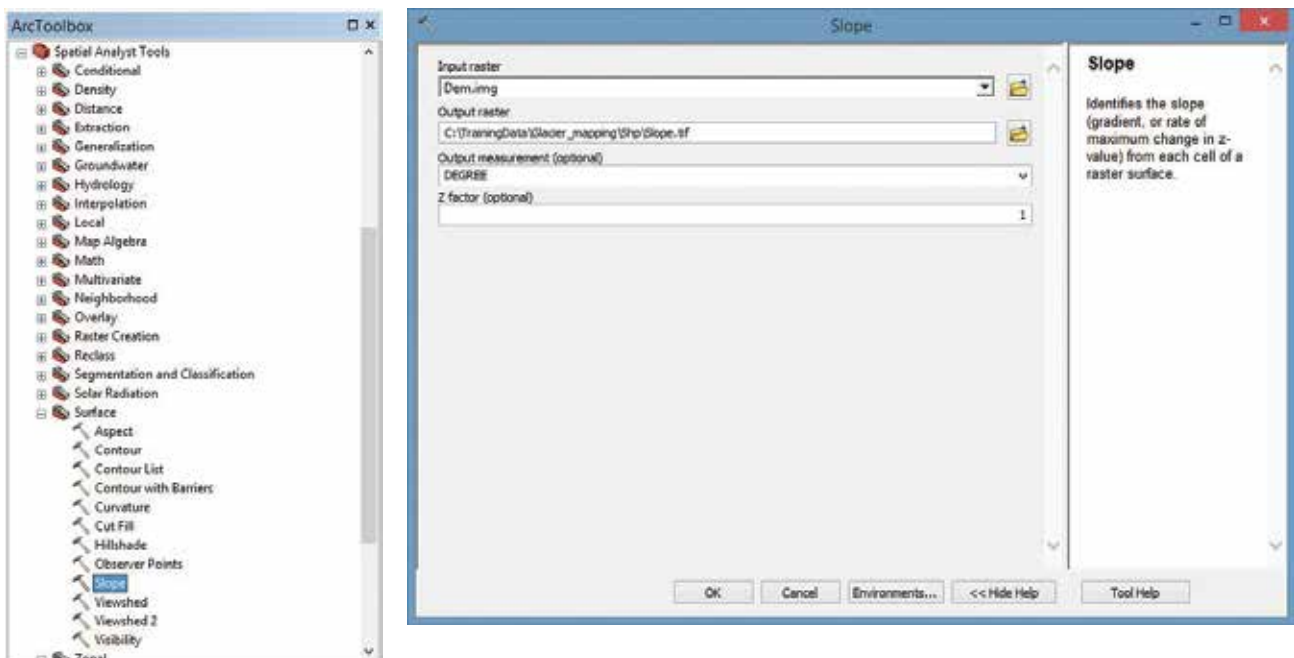 ArcToolbox
Spatial Analyst Tools
Conditional
Density
Distance
Extraction
Generalization
Groundwater
Hydrology
Interpolation
Local
Map Algebra
Math
Multivariate
Neighborhood
Overlay
Raster Creation
Reclass
Segmentation and Classification
Solar Radiation
Surface
Aspect
Contour
Contour List
Contour with Barriers
Curvature
Cut Fill
Hillshade
Observer Points
Slope
Viewshed
Viewshed 2
Visibility
Zonal
Slope
Input raster
Dem.img
Output raster
C:\TrainingData\Glacier_mapping\Shp\Slope.tif
Output measurement (optional)
DEGREE
Z factor (optional)
1
OK
Cancel
Environments...
<< Hide Help
Tool Help
Slope
Identifies the slope
(gradient, or rate of
maximum change in z-
value) from each cell of a
raster surface.